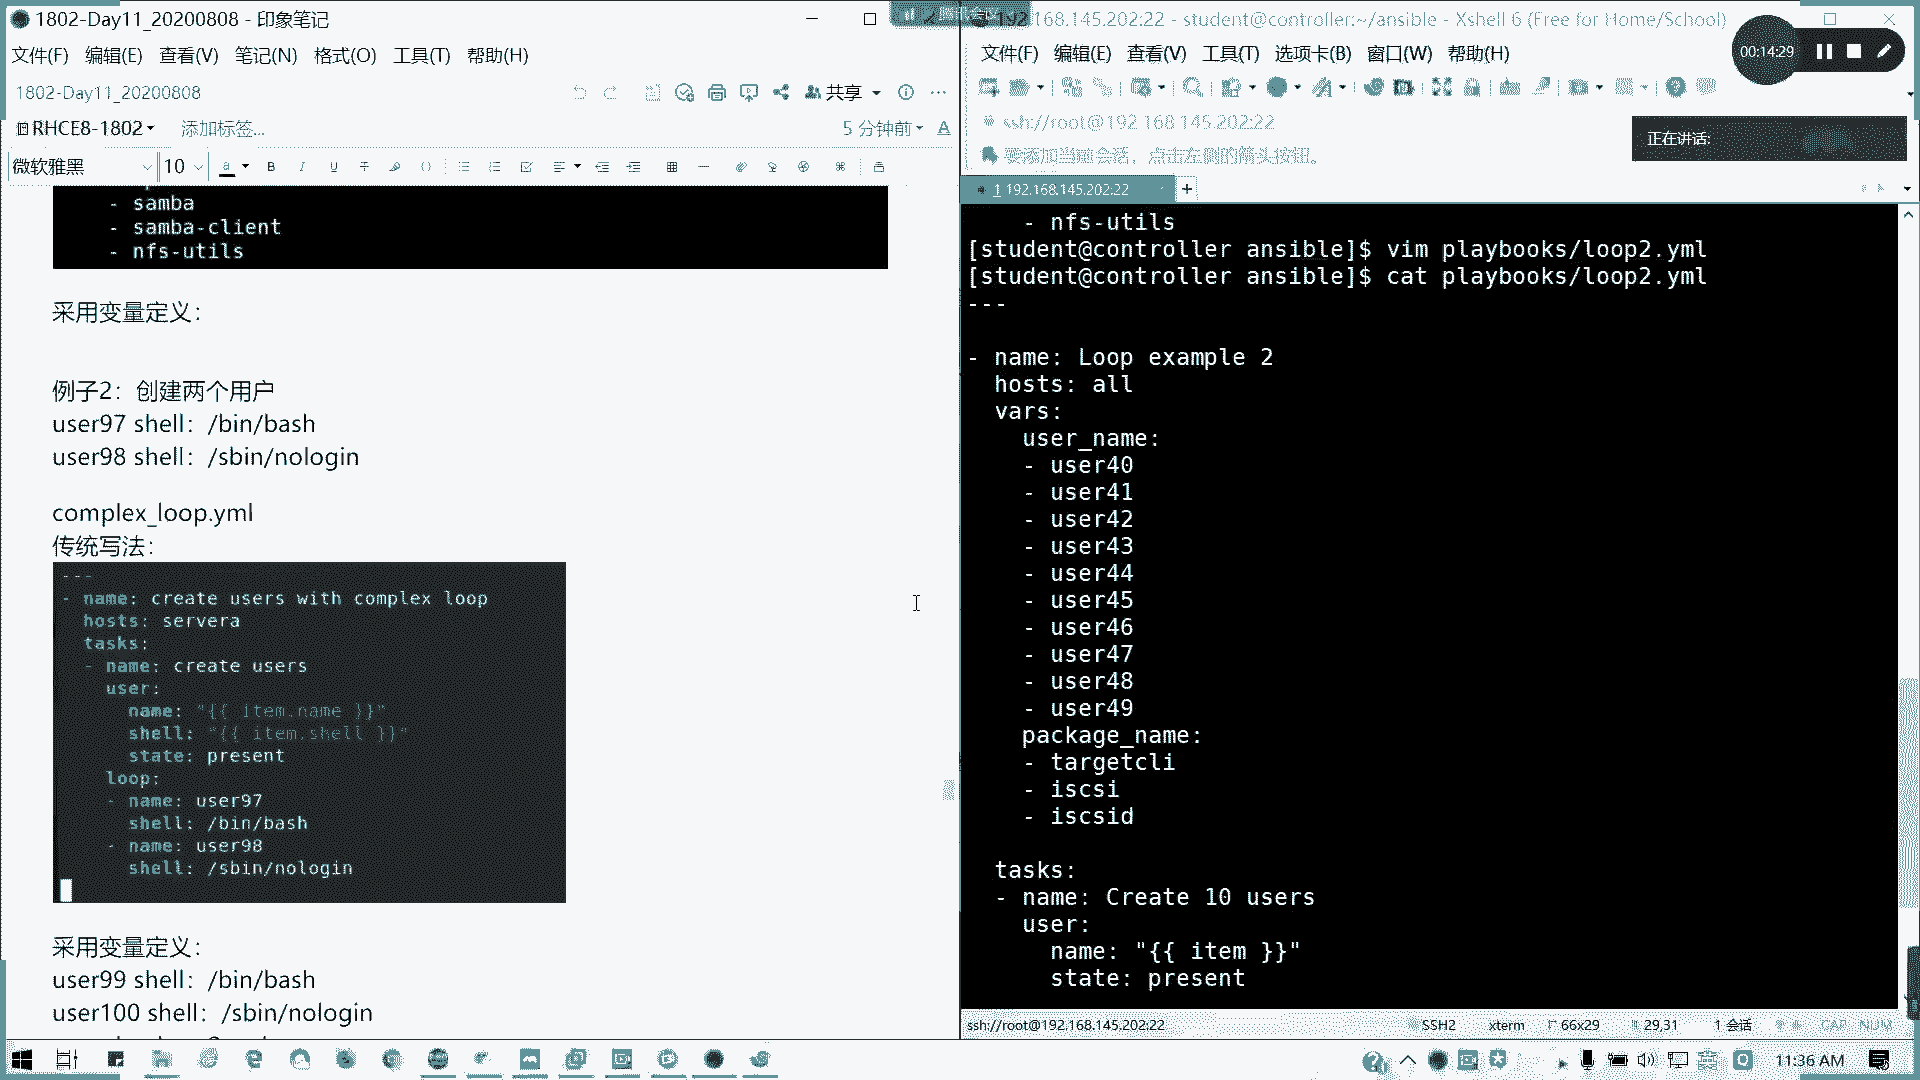 1802-Day11_20200808 - 印象笔记
文件(F) 编辑(E) 查看(V) 笔记(N) 格式(O) 工具(T) 帮助(H)
1802-Day11_20200808
共享
RHCE8-1802
添加标签...
5 分钟前
微软雅黑 10
- samba
- samba-client
- nfs-utils
采用变量定义：
例子2：创建两个用户
user97 shell：/bin/bash
user98 shell：/sbin/nologin
complex_loop.yml
传统写法：
---
- name: create users with complex loop
hosts: servera
tasks:
- name: create users
user:
name: "{{ item.name }}"
shell: "{{ item.shell }}"
state: present
loop:
- name: user97
shell: /bin/bash
- name: user98
shell: /sbin/nologin
采用变量定义：
user99 shell：/bin/bash
user100 shell：/sbin/nologin
192.168.145.202:22 - student@controller:~/ansible - Xshell 6 (Free for Home/School)
文件(F) 编辑(E) 查看(V) 工具(T) 选项卡(B) 窗口(W) 帮助(H)
00:14:29
ssh://root@192.168.145.202:22
正在讲话:
要添加当前会话，点击左侧的箭头按钮。
1 192.168.145.202:22
- nfs-utils
[student@controller ansible]$ vim playbooks/loop2.yml
[student@controller ansible]$ cat playbooks/loop2.yml
---
- name: Loop example 2
hosts: all
vars:
user_name:
- user40
- user41
- user42
- user43
- user44
- user45
- user46
- user47
- user48
- user49
package_name:
- targetcli
- iscsi
- iscsid
tasks:
- name: Create 10 users
user:
name: "{{ item }}"
state: present
ssh://root@192.168.145.202:22 SSH2 xterm 66x29 29,31 1 会话 CAP NUM
11:36 AM